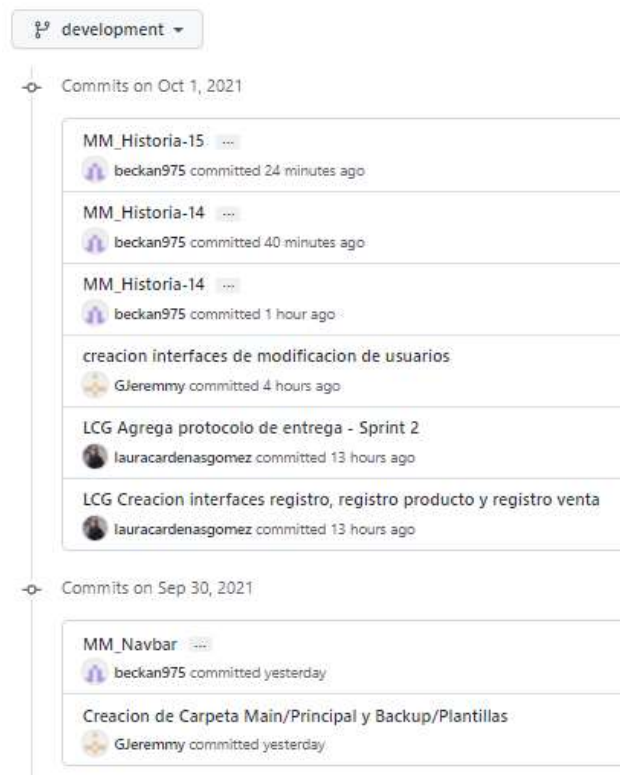 development
Commits on Oct 1, 2021
MM_Historia-15 ...
beckan975 committed 24 minutes ago
MM_Historia-14 ...
beckan975 committed 40 minutes ago
MM_Historia-14 ...
beckan975 committed 1 hour ago
creacion interfaces de modificacion de usuarios
GJeremmy committed 4 hours ago
LCG Agrega protocolo de entrega - Sprint 2
lauracardenasgomez committed 13 hours ago
LCG Creacion interfaces registro, registro producto y registro venta
lauracardenasgomez committed 13 hours ago
Commits on Sep 30, 2021
MM_Navbar ...
beckan975 committed yesterday
Creacion de Carpeta Main/Principal y Backup/Plantillas
GJeremmy committed yesterday